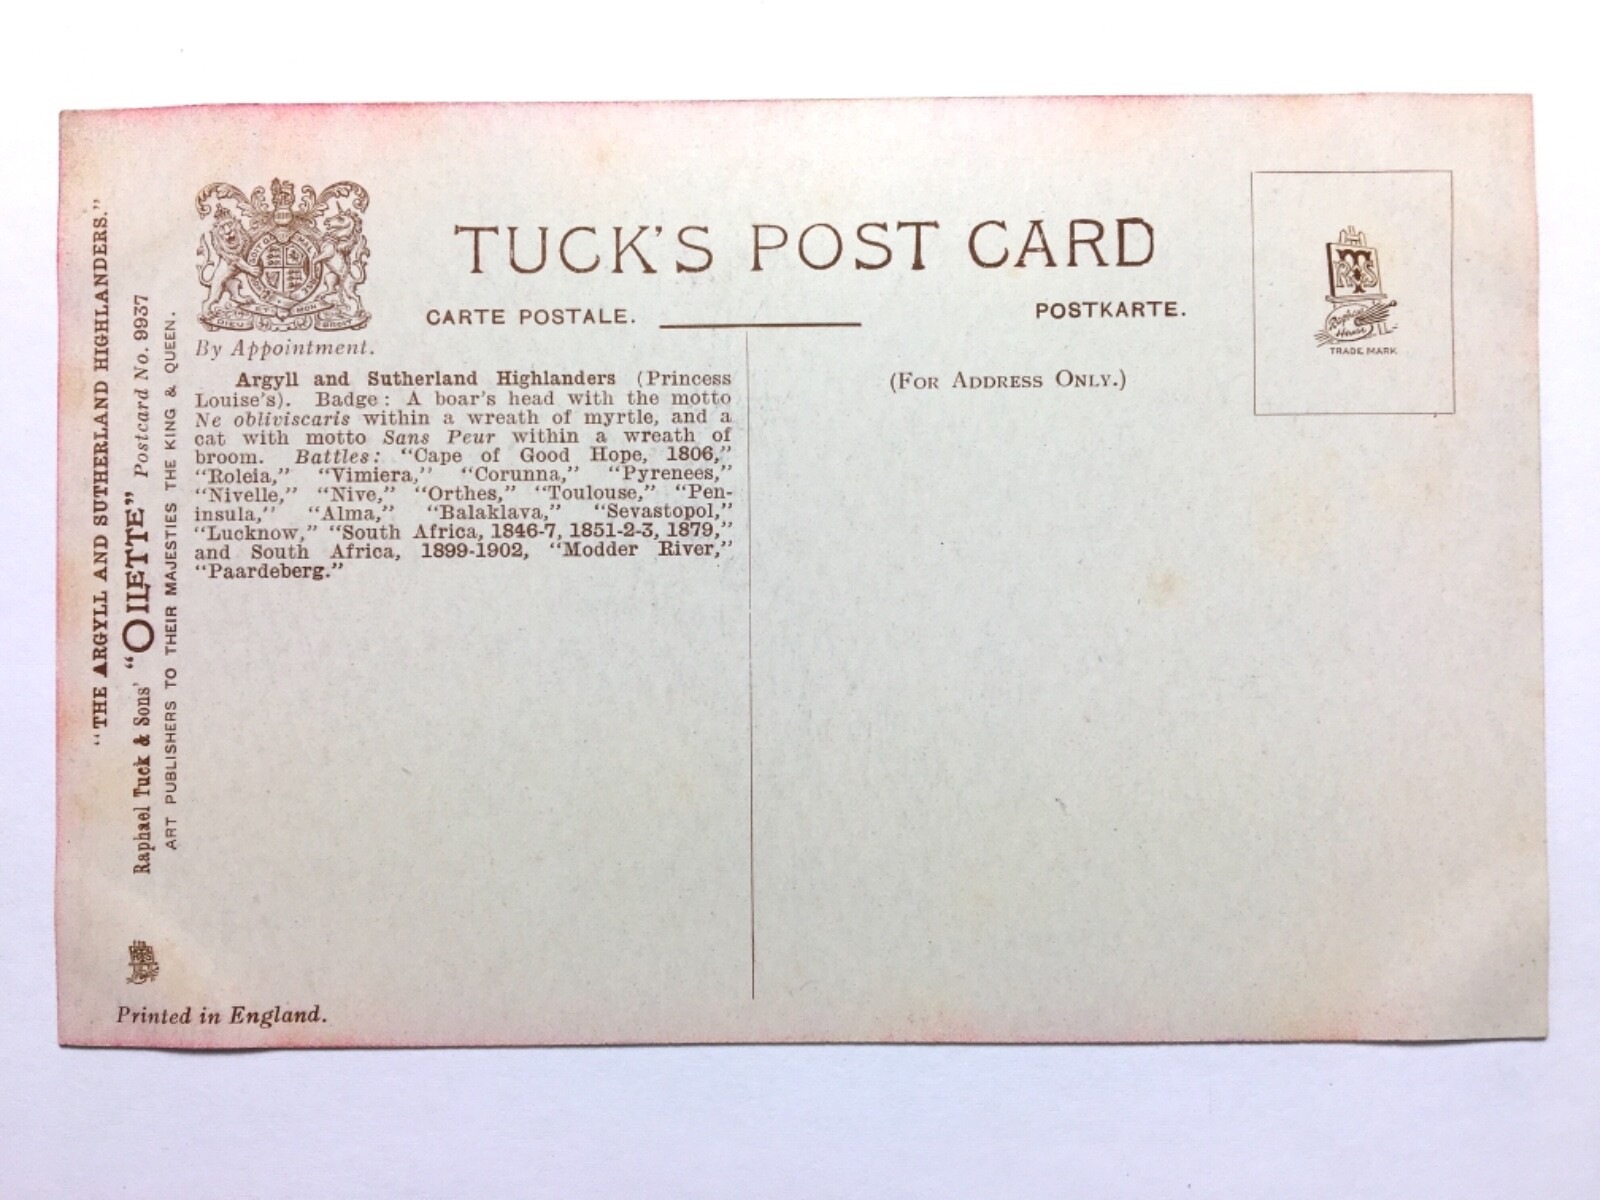 "THE ARGYLL AND SUTHERLAND HIGHLANDERS."
Raphael Tuck & Sons' "OILETTE" Postcard No. 9937
ART PUBLISHERS TO THEIR MAJESTIES THE KING & QUEEN.
TUCK'S POST CARD
CARTE POSTALE.
POSTKARTE.
By Appointment.
Argyll and Sutherland Highlanders (Princess
Louise's). Badge: A boar's head with the motto
Ne obliviscaris within a wreath of myrtle, and a
cat with motto Sans Peur within a wreath of
broom. Battles: "Cape of Good Hope, 1806,"
"Roleia," "Vimiera," "Corunna," "Pyrenees,"
"Nivelle," "Nive," "Orthes," "Toulouse," "Pen-
insula," "Alma," "Balaklava," "Sevastopol,"
"Lucknow," "South Africa, 1846-7, 1851-2-3, 1879,"
and South Africa, 1899-1902, "Modder River,"
"Paardeberg."
(FOR ADDRESS ONLY.)
Raphael
House
TRADE MARK
Printed in England.